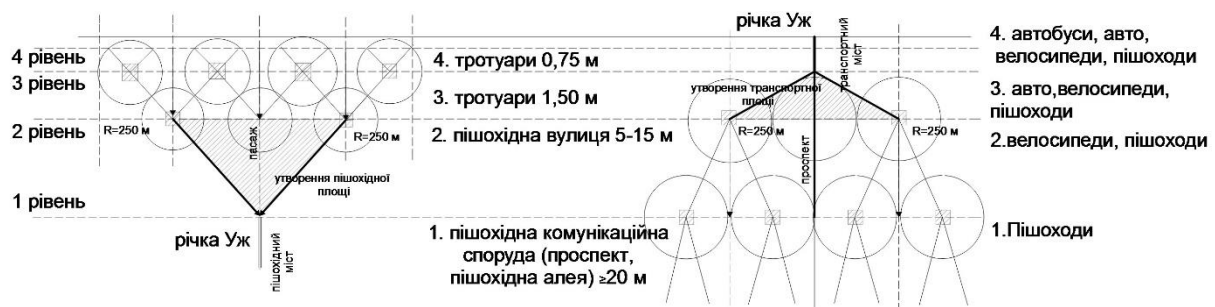 4 рівень
3 рівень
2 рівень
R=250 м
пасаж
R=250 м
утворення пішохідної
площі
1 рівень
річка Уж
пішохідний
міст
4. тротуари 0,75 м
3. тротуари 1,50 м
2. пішохідна вулиця 5-15 м
1. пішохідна комунікаційна
споруда (проспект,
пішохідна алея) ≥20 м
річка Уж
транспортний
міст
утворення транспортної
площі
R=250 м
R=250 м
проспект
4. автобуси, авто,
велосипеди, пішоходи
3. авто,велосипеди,
пішоходи
2.велосипеди, пішоходи
1.Пішоходи